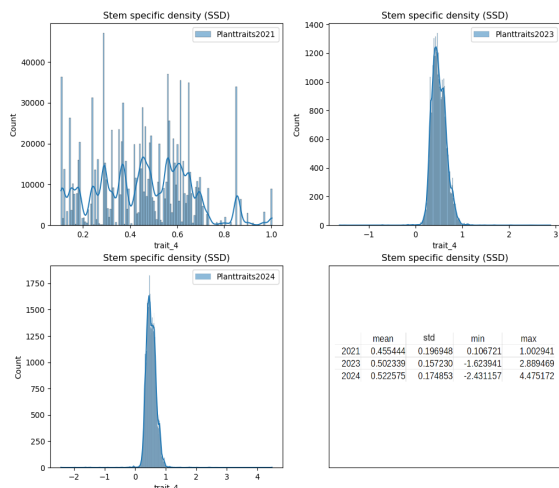 Stem specific density (SSD)
Planttraits2021
Count
40000
30000
20000
10000
0
0.2 0.4 0.6 0.8 1.0
trait_4
Stem specific density (SSD)
Planttraits2023
Count
1400
1200
1000
800
600
400
200
0
−1 0 1 2 3
trait_4
Stem specific density (SSD)
Planttraits2024
Count
1750
1500
1250
1000
750
500
250
0
−2 −1 0 1 2 3 4
trait_4
Stem specific density (SSD)
mean std min max
2021 0.455444 0.196948 0.106721 1.002941
2023 0.502339 0.157230 -1.623941 2.889469
2024 0.522575 0.174853 -2.431157 4.475172